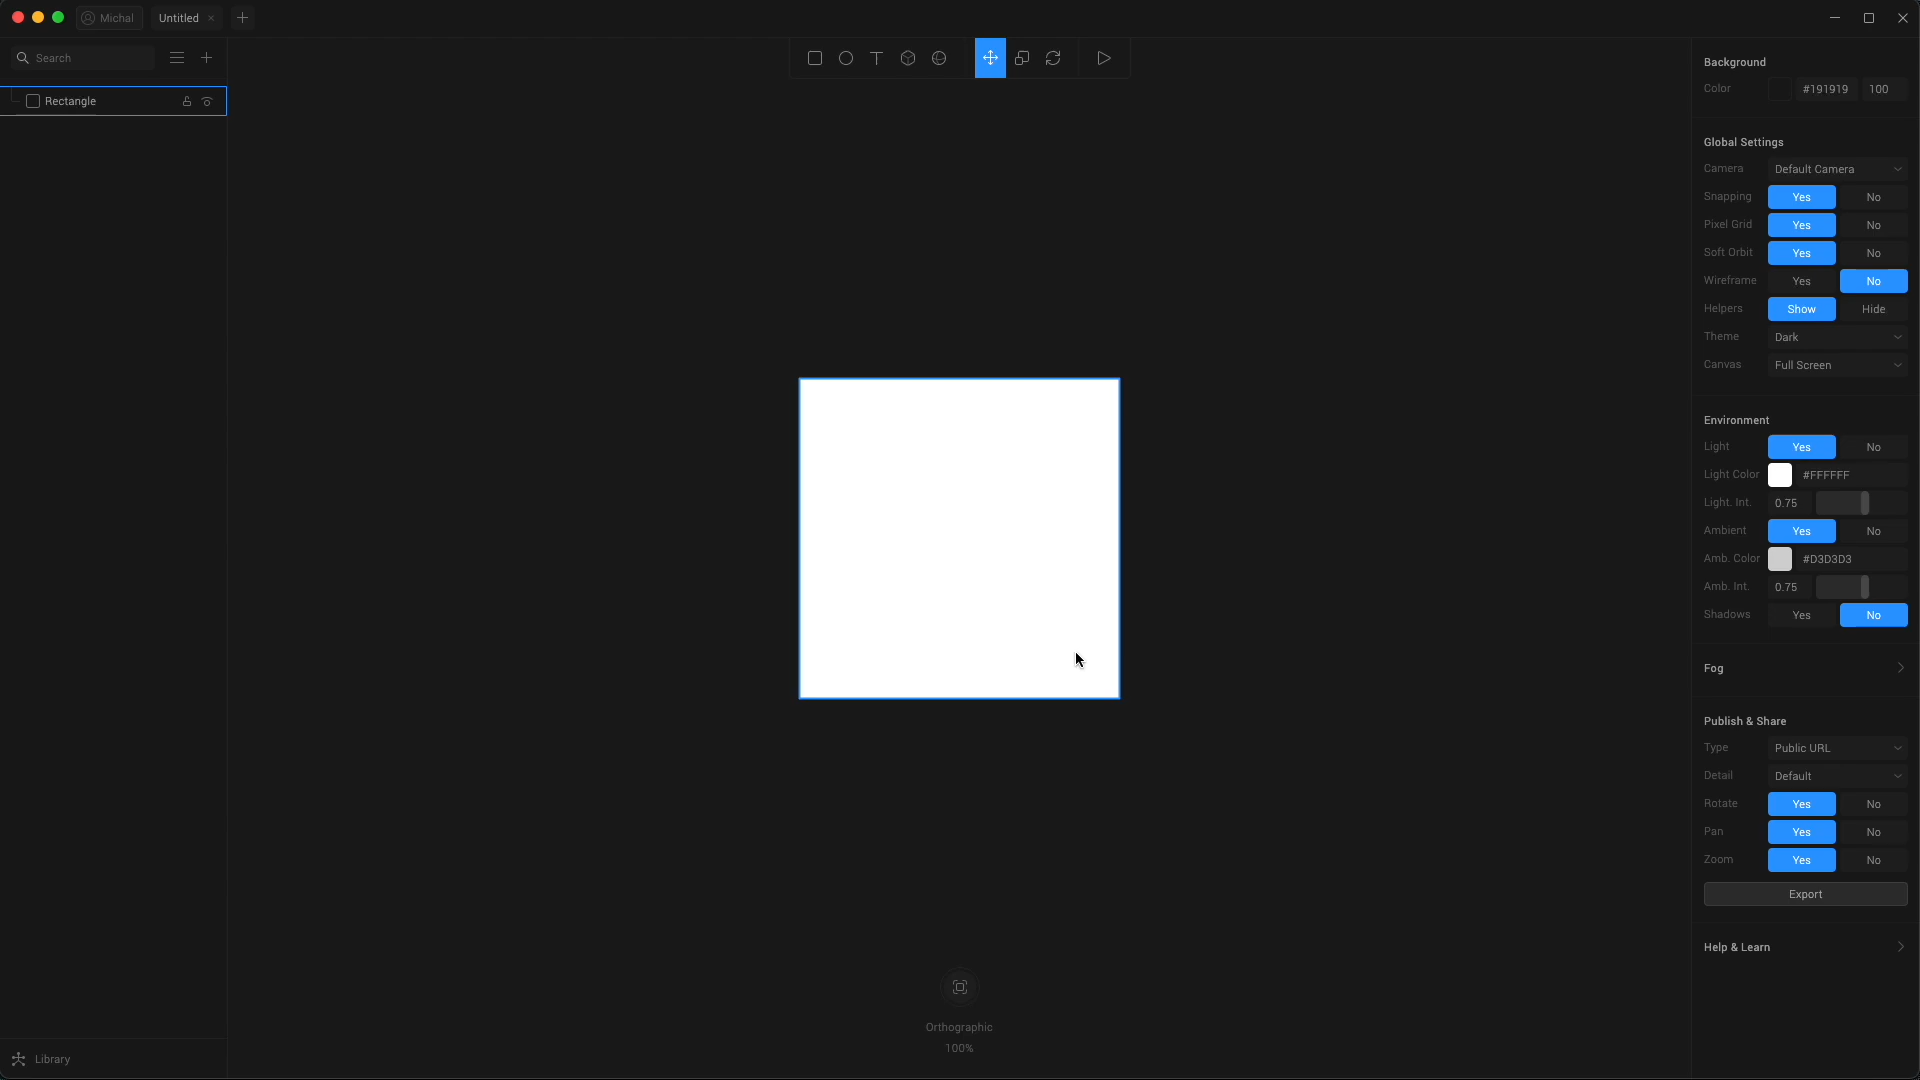 Michal
Untitled
Search
Rectangle
Library
Orthographic
100%
Background
Color #191919 100
Global Settings
Camera Default Camera
Snapping Yes No
Pixel Grid Yes No
Soft Orbit Yes No
Wireframe Yes No
Helpers Show Hide
Theme Dark
Canvas Full Screen
Environment
Light Yes No
Light Color #FFFFFF
Light. Int. 0.75
Ambient Yes No
Amb. Color #D3D3D3
Amb. Int. 0.75
Shadows Yes No
Fog
Publish & Share
Type Public URL
Detail Default
Rotate Yes No
Pan Yes No
Zoom Yes No
Export
Help & Learn